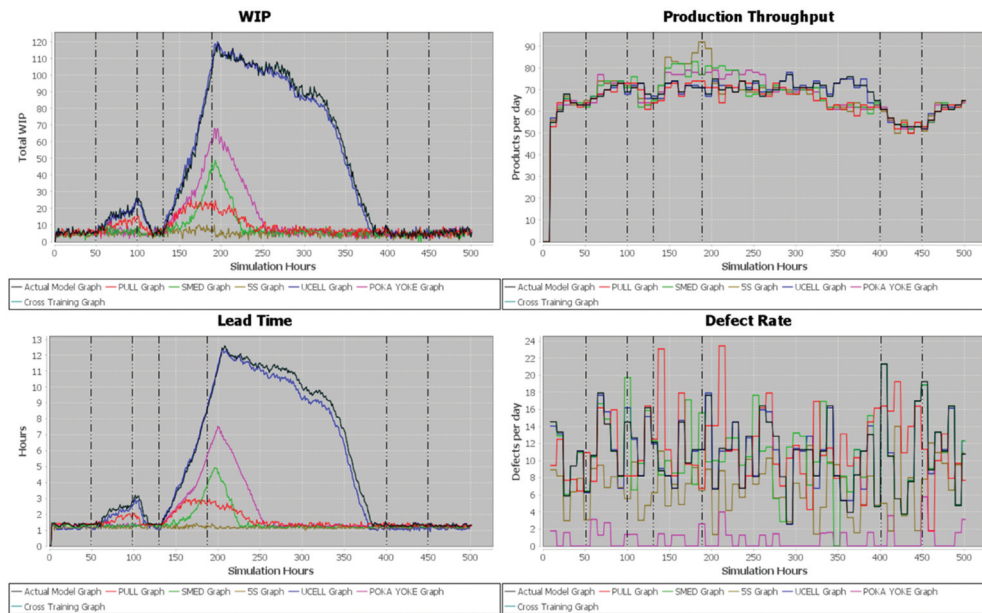 WIP
Total WIP
120
110
100
90
80
70
60
50
40
30
20
10
0
0 50 100 150 200 250 300 350 400 450 500
Simulation Hours
Actual Model Graph PULL Graph SMED Graph 5S Graph UCELL Graph POKA YOKE Graph
Cross Training Graph
Production Throughput
Products per day
90
80
70
60
50
40
30
20
10
0
0 50 100 150 200 250 300 350 400 450 500
Simulation Hours
Actual Model Graph PULL Graph SMED Graph 5S Graph UCELL Graph POKA YOKE Graph
Cross Training Graph
Lead Time
Hours
13
12
11
10
9
8
7
6
5
4
3
2
1
0
0 50 100 150 200 250 300 350 400 450 500
Simulation Hours
Actual Model Graph PULL Graph SMED Graph 5S Graph UCELL Graph POKA YOKE Graph
Cross Training Graph
Defect Rate
Defects per day
24
22
20
18
16
14
12
10
8
6
4
2
0
0 50 100 150 200 250 300 350 400 450 500
Simulation Hours
Actual Model Graph PULL Graph SMED Graph 5S Graph UCELL Graph POKA YOKE Graph
Cross Training Graph